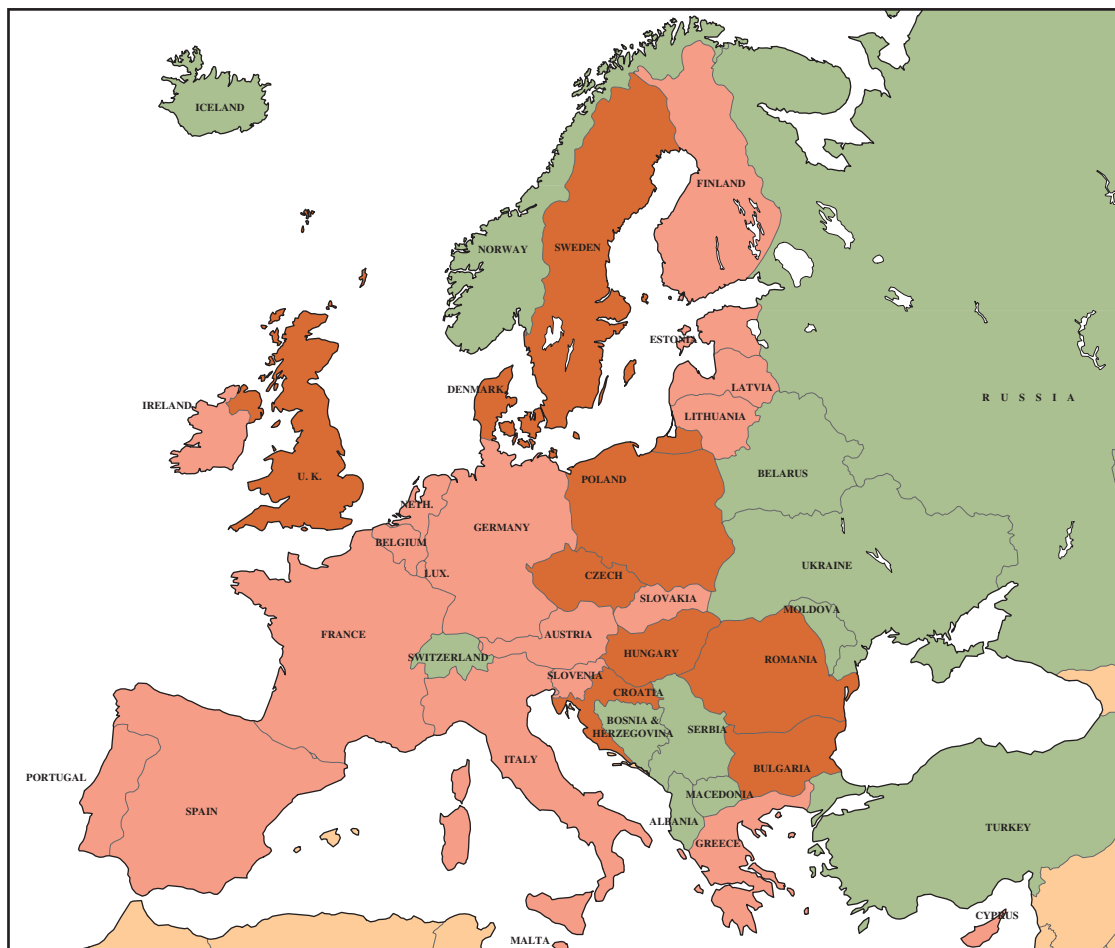 ICELAND
FINLAND
NORWAY
SWEDEN
ESTONIA
R U S S I A
DENMARK.
LATVIA
IRELAND
LITHUANIA
BELARUS
U. K.
POLAND
NETH.
GERMANY
BELGIUM
UKRAINE
LUX.
CZECH
SLOVAKIA
MOLDOVA
FRANCE
AUSTRIA
SWITZERLAND
HUNGARY
ROMANIA
SLOVENIA
CROATIA
BOSNIA &
HERZEGOVINA
SERBIA
ITALY
BULGARIA
PORTUGAL
MACEDONIA
SPAIN
ALBANIA
TURKEY
GREECE
CYPRUS
MALTA